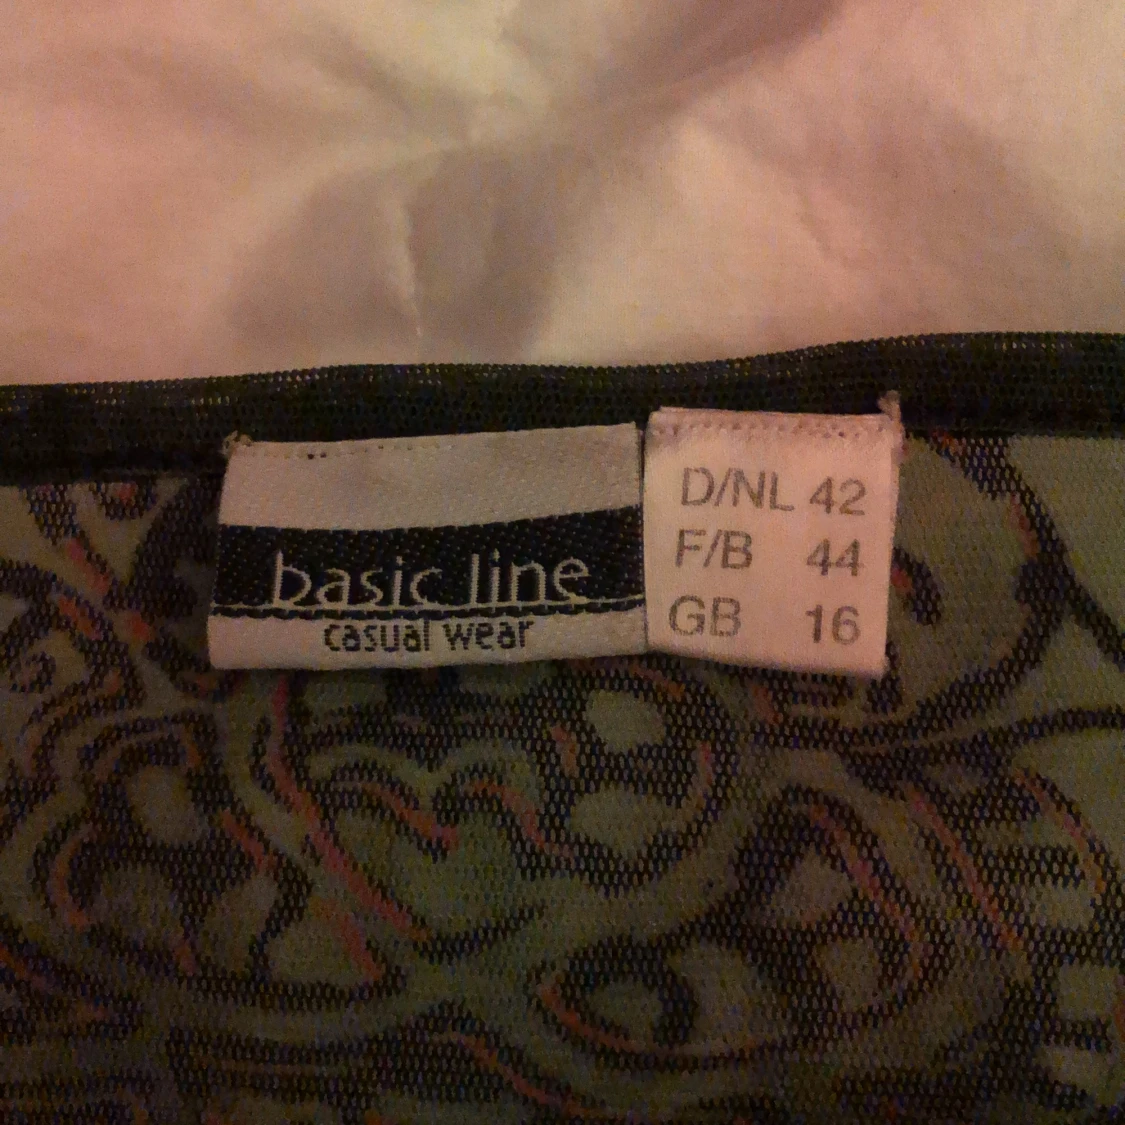 basic line
casual wear
D/NL 42
F/B 44
GB 16